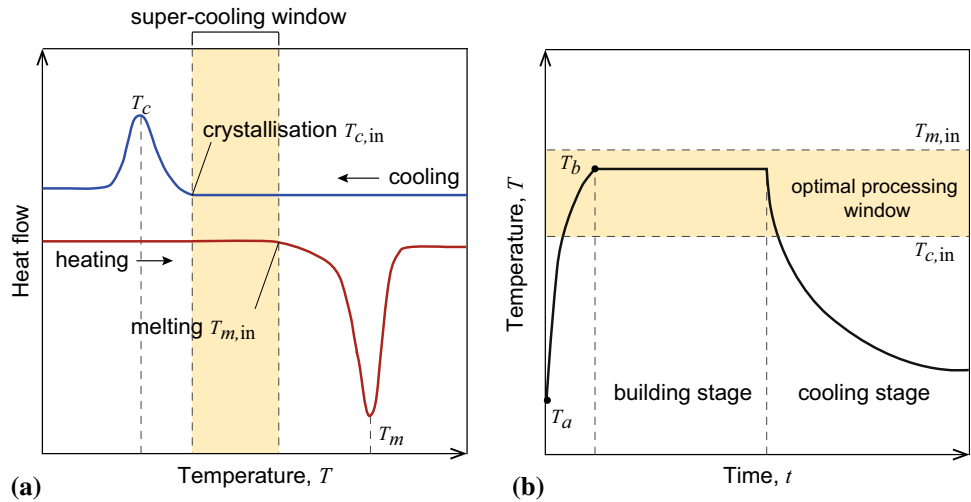 super-cooling window
T_c
crystallisation T_c,in
cooling
heating
melting T_m,in
T_m
Heat flow
Temperature, T
(a)
T_m,in
T_b
optimal processing
window
T_c,in
building stage
cooling stage
T_a
Temperature, T
Time, t
(b)